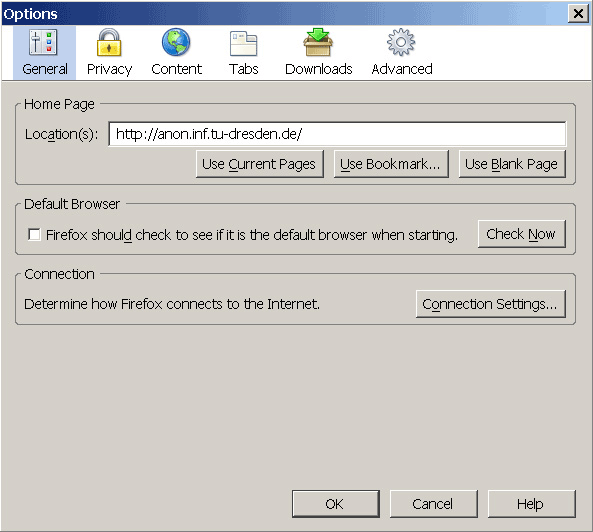 Options
General Privacy Content Tabs Downloads Advanced
Home Page
Location(s): http://anon.inf.tu-dresden.de/
Use Current Pages Use Bookmark... Use Blank Page
Default Browser
Firefox should check to see if it is the default browser when starting. Check Now
Connection
Determine how Firefox connects to the Internet. Connection Settings...
OK Cancel Help